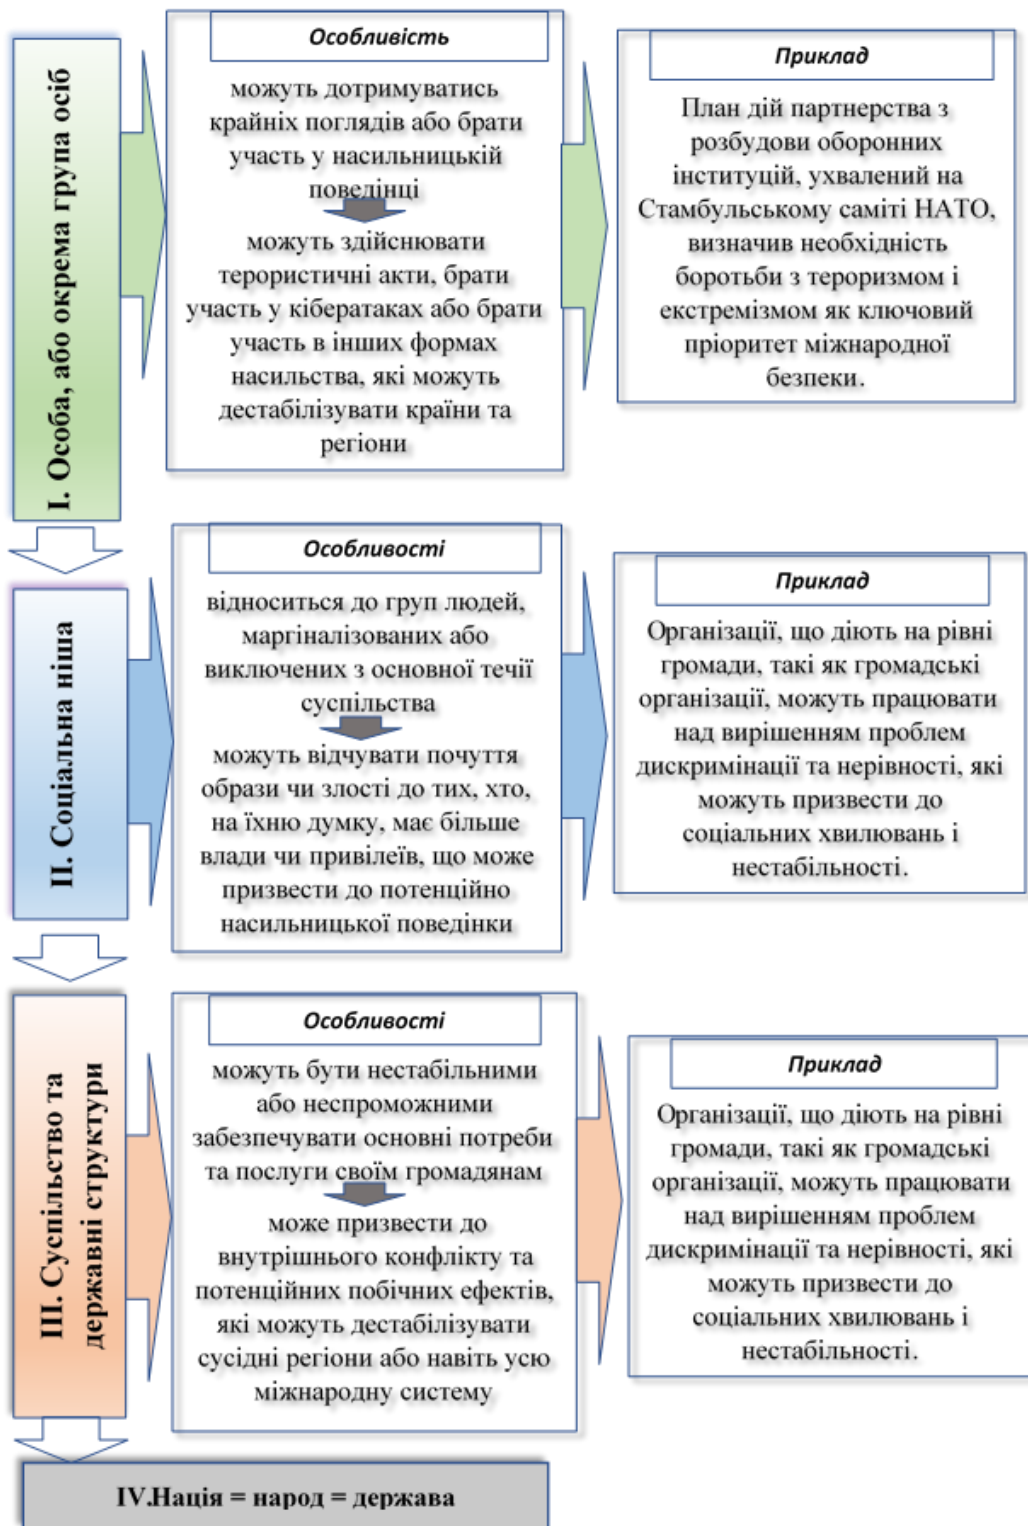 І. Особа, або окрема група осіб
Особливість
можуть дотримуватись
крайніх поглядів або брати
участь у насильницькій
поведінці
можуть здійснювати
терористичні акти, брати
участь у кібератаках або брати
участь в інших формах
насильства, які можуть
дестабілізувати країни та
регіони
Приклад
План дій партнерства з
розбудови оборонних
інституцій, ухвалений на
Стамбульському саміті НАТО,
визначив необхідність
боротьби з тероризмом і
екстремізмом як ключовий
пріоритет міжнародної
безпеки.
ІІ. Соціальна ніша
Особливості
відноситься до груп людей,
маргіналізованих або
виключених з основної течії
суспільства
можуть відчувати почуття
образи чи злості до тих, хто,
на їхню думку, має більше
влади чи привілеїв, що може
призвести до потенційно
насильницької поведінки
Приклад
Організації, що діють на рівні
громади, такі як громадські
організації, можуть працювати
над вирішенням проблем
дискримінації та нерівності, які
можуть призвести до
соціальних хвилювань і
нестабільності.
ІІІ. Суспільство та
державні структури
Особливості
можуть бути нестабільними
або неспроможними
забезпечувати основні потреби
та послуги своїм громадянам
може призвести до
внутрішнього конфлікту та
потенційних побічних ефектів,
які можуть дестабілізувати
сусідні регіони або навіть усю
міжнародну систему
Приклад
Організації, що діють на рівні
громади, такі як громадські
організації, можуть працювати
над вирішенням проблем
дискримінації та нерівності, які
можуть призвести до
соціальних хвилювань і
нестабільності.
IV.Нація = народ = держава